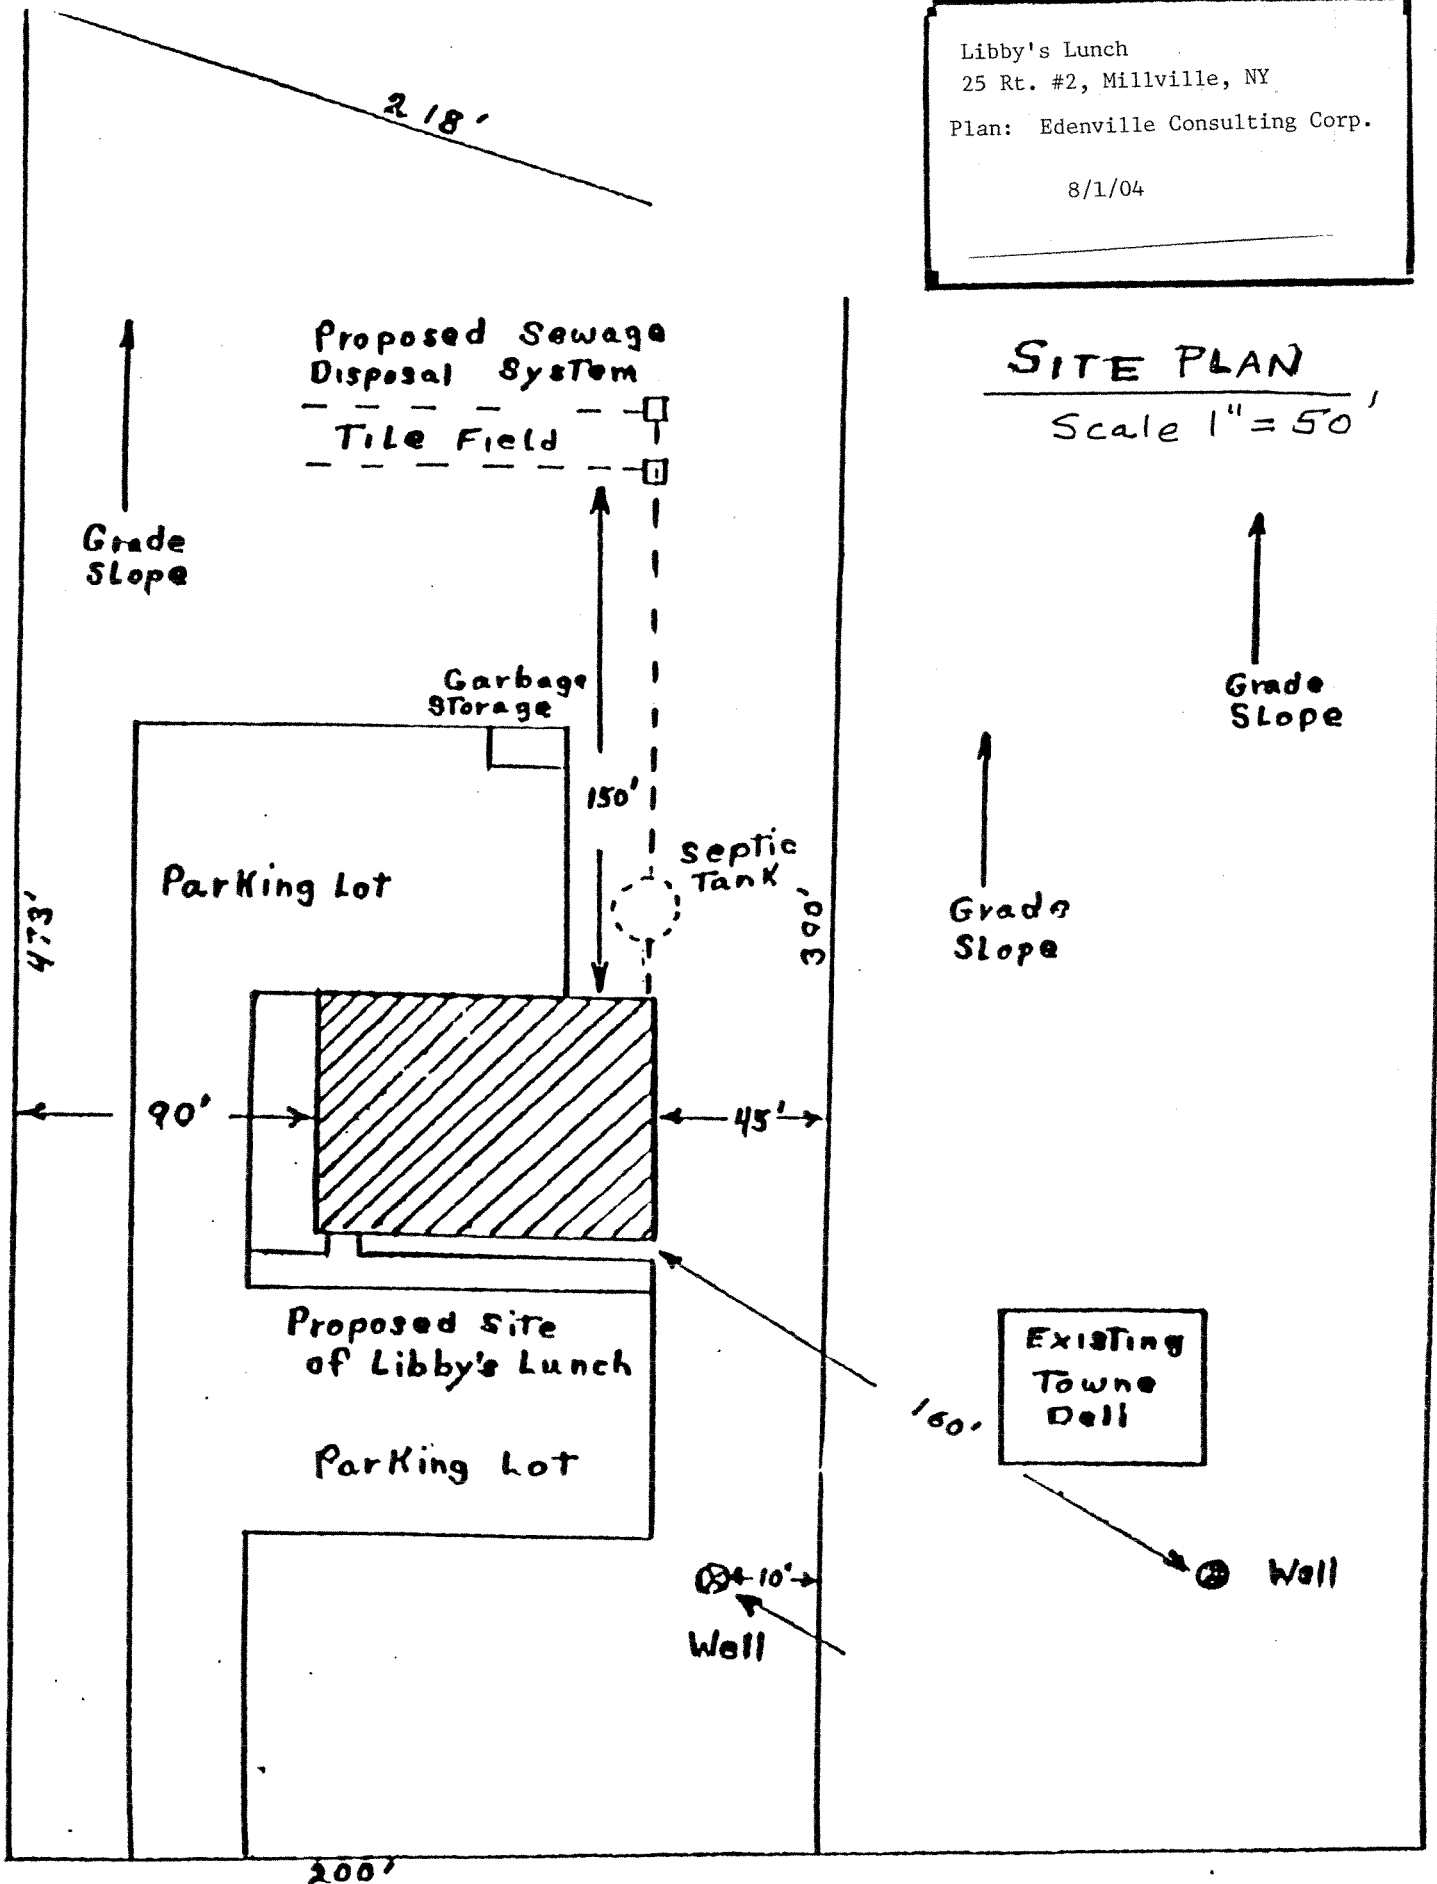 218'
Libby's Lunch
25 Rt. #2, Millville, NY
Plan: Edenville Consulting Corp.
8/1/04
SITE PLAN
Scale 1" = 50'
Proposed Sewage
Disposal System
Tile Field
Grade
Slope
Grade
Slope
Grade
Slope
Garbage
Storage
150'
Septic
Tank
Parking Lot
473'
390'
90'
45'
Proposed Site
of Libby's Lunch
Parking Lot
160'
Existing
Towne
Deli
10'
Well
Well
200'